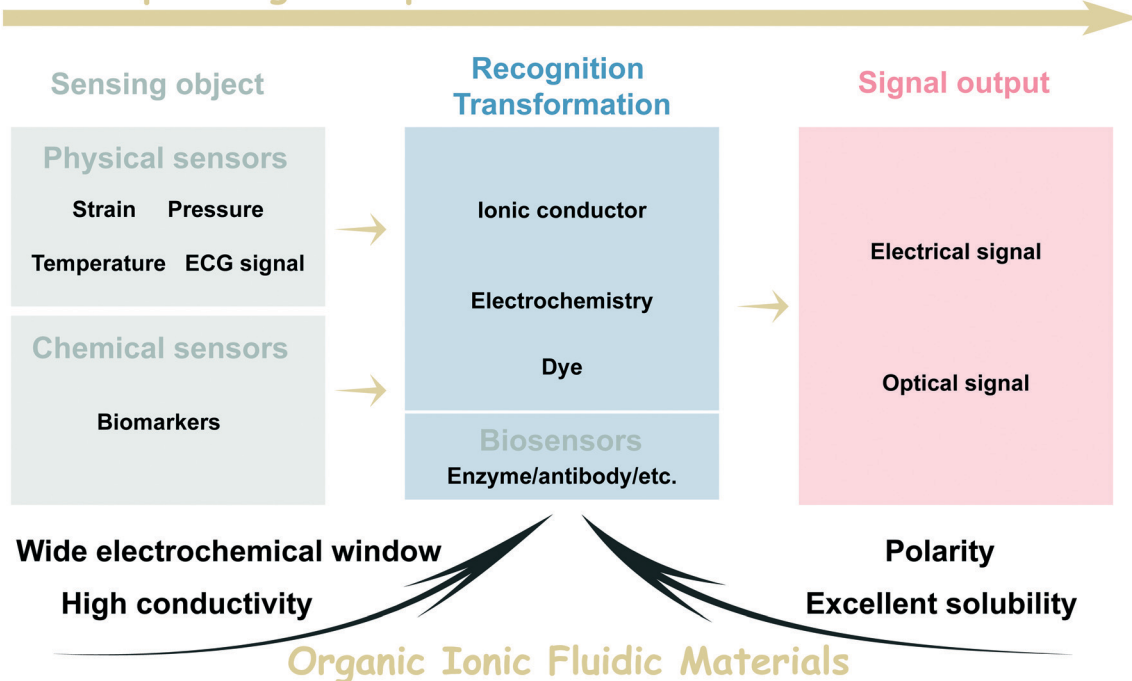 Sensing object
Recognition
Transformation
Signal output
Physical sensors
Strain Pressure
Temperature ECG signal
Chemical sensors
Biomarkers
Ionic conductor
Electrochemistry
Dye
Biosensors
Enzyme/antibody/etc.
Electrical signal
Optical signal
Wide electrochemical window
High conductivity
Polarity
Excellent solubility
Organic Ionic Fluidic Materials